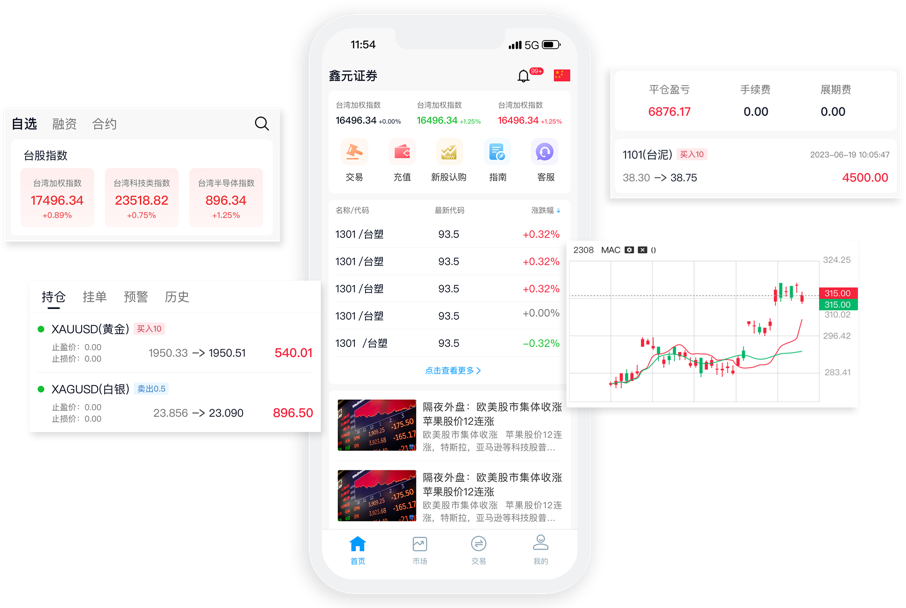 11:54
5G
鑫元证券
99+
台湾加权指数 台湾加权指数 台湾加权指数
16496.34 +0.00% 16496.34 +1.25% 16496.34 +1.25%
交易 充值 新股认购 指南 客服
名称/代码 最新代码 涨跌幅
1301 /台塑 93.5 +0.32%
1301 /台塑 93.5 +0.32%
1301 /台塑 93.5 +0.32%
1301 /台塑 93.5 +0.00%
1301 /台塑 93.5 -0.32%
点击查看更多
隔夜外盘：欧美股市集体收涨
苹果股价12连涨
欧美股市集体收涨 苹果股价12连
涨，特斯拉，亚马逊等科技股普...
隔夜外盘：欧美股市集体收涨
苹果股价12连涨
欧美股市集体收涨 苹果股价12连
涨，特斯拉，亚马逊等科技股普...
首页 市场 交易 我的
自选 融资 合约
台股指数
台湾加权指数 台湾科技类指数 台湾半导体指数
17496.34 23518.82 896.34
+0.89% +0.75% +1.25%
持仓 挂单 预警 历史
XAUUSD(黄金) 买入10
止盈价：0.00
止损价：0.00
1950.33 -> 1950.51 540.01
XAGUSD(白银) 卖出0.5
止盈价：0.00
止损价：0.00
23.856 -> 23.090 896.50
平仓盈亏 手续费 展期费
6876.17 0.00 0.00
1101(台泥) 买入10 2023-06-19 10:05:47
38.30 -> 38.75 4500.00
2308 MAC ()
324.25
315.00
315.00
310.02
296.42
283.41